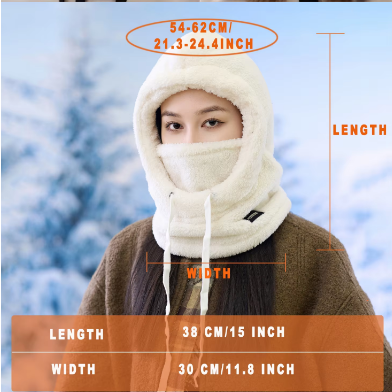 54-62CM/
21.3-24.4INCH
LENGTH
WIDTH
LENGTH 38 CM/15 INCH
WIDTH 30 CM/11.8 INCH